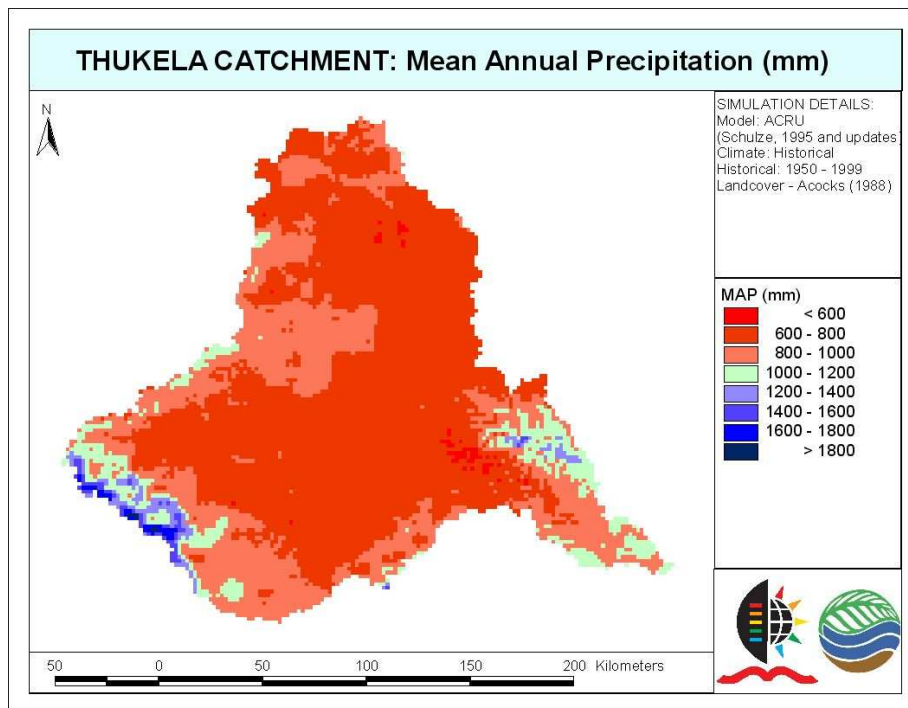 THUKELA CATCHMENT: Mean Annual Precipitation (mm)
N
SIMULATION DETAILS:
Model: ACRU
(Schulze, 1995 and updates)
Climate: Historical
Historical: 1950 - 1999
Landcover - Acocks (1988)
MAP (mm)
< 600
600 - 800
800 - 1000
1000 - 1200
1200 - 1400
1400 - 1600
1600 - 1800
> 1800
50 0 50 100 150 200 Kilometers